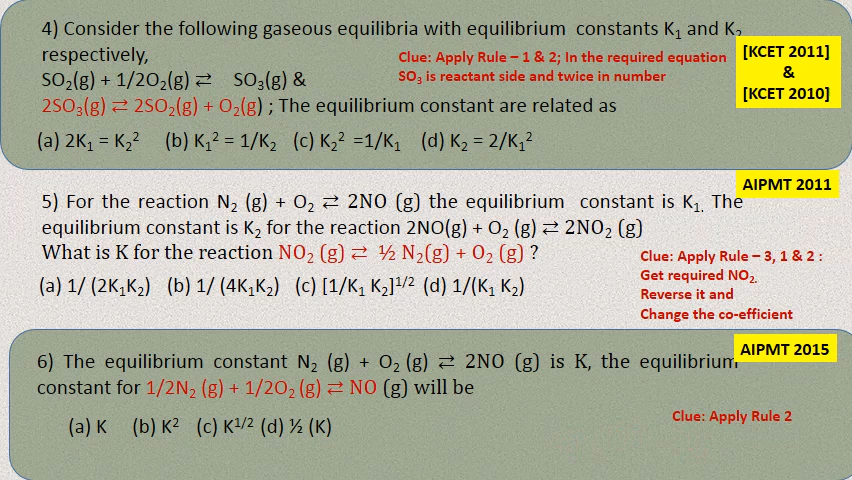 4) Consider the following gaseous equilibria with equilibrium constants K₁ and K₂
respectively,
Clue: Apply Rule – 1 & 2; In the required equation
SO₃ is reactant side and twice in number
[KCET 2011]
&
[KCET 2010]
SO₂(g) + 1/2O₂(g) ⇄ SO₃(g) &
2SO₃(g) ⇄ 2SO₂(g) + O₂(g) ; The equilibrium constant are related as
(a) 2K₁ = K₂² (b) K₁² = 1/K₂ (c) K₂² =1/K₁ (d) K₂ = 2/K₁²
AIPMT 2011
5) For the reaction N₂ (g) + O₂ ⇄ 2NO (g) the equilibrium constant is K₁. The
equilibrium constant is K₂ for the reaction 2NO(g) + O₂ (g) ⇄ 2NO₂ (g)
What is K for the reaction NO₂ (g) ⇄ ½ N₂(g) + O₂ (g) ?
(a) 1/ (2K₁K₂) (b) 1/ (4K₁K₂) (c) [1/K₁ K₂]¹/² (d) 1/(K₁ K₂)
Clue: Apply Rule – 3, 1 & 2 :
Get required NO₂.
Reverse it and
Change the co-efficient
AIPMT 2015
6) The equilibrium constant N₂ (g) + O₂ (g) ⇄ 2NO (g) is K, the equilibrium
constant for 1/2N₂ (g) + 1/2O₂ (g) ⇄ NO (g) will be
(a) K (b) K² (c) K¹/² (d) ½ (K)
Clue: Apply Rule 2